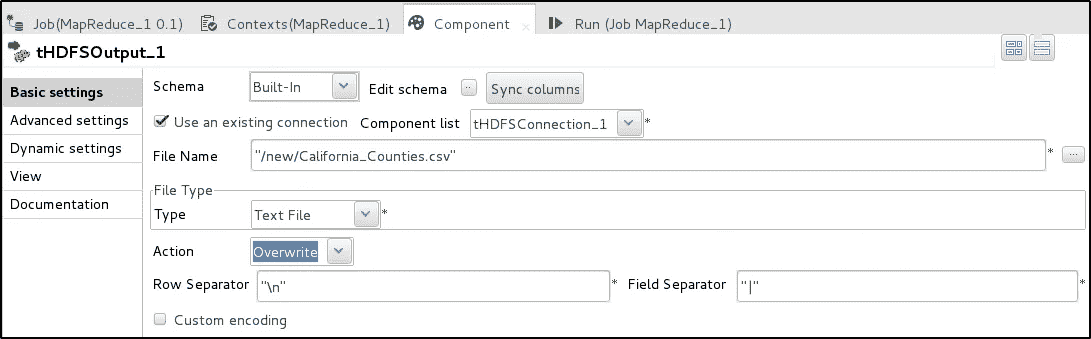 Job(MapReduce_1 0.1) Contexts(MapReduce_1) Component Run (Job MapReduce_1)
tHDFSOutput_1
Basic settings
Advanced settings
Dynamic settings
View
Documentation
Schema Built-In Edit schema ... Sync columns
Use an existing connection Component list tHDFSConnection_1 *
File Name "/new/California_Counties.csv" * ...
File Type
Type Text File *
Action Overwrite
Row Separator "\n" * Field Separator "|" *
Custom encoding